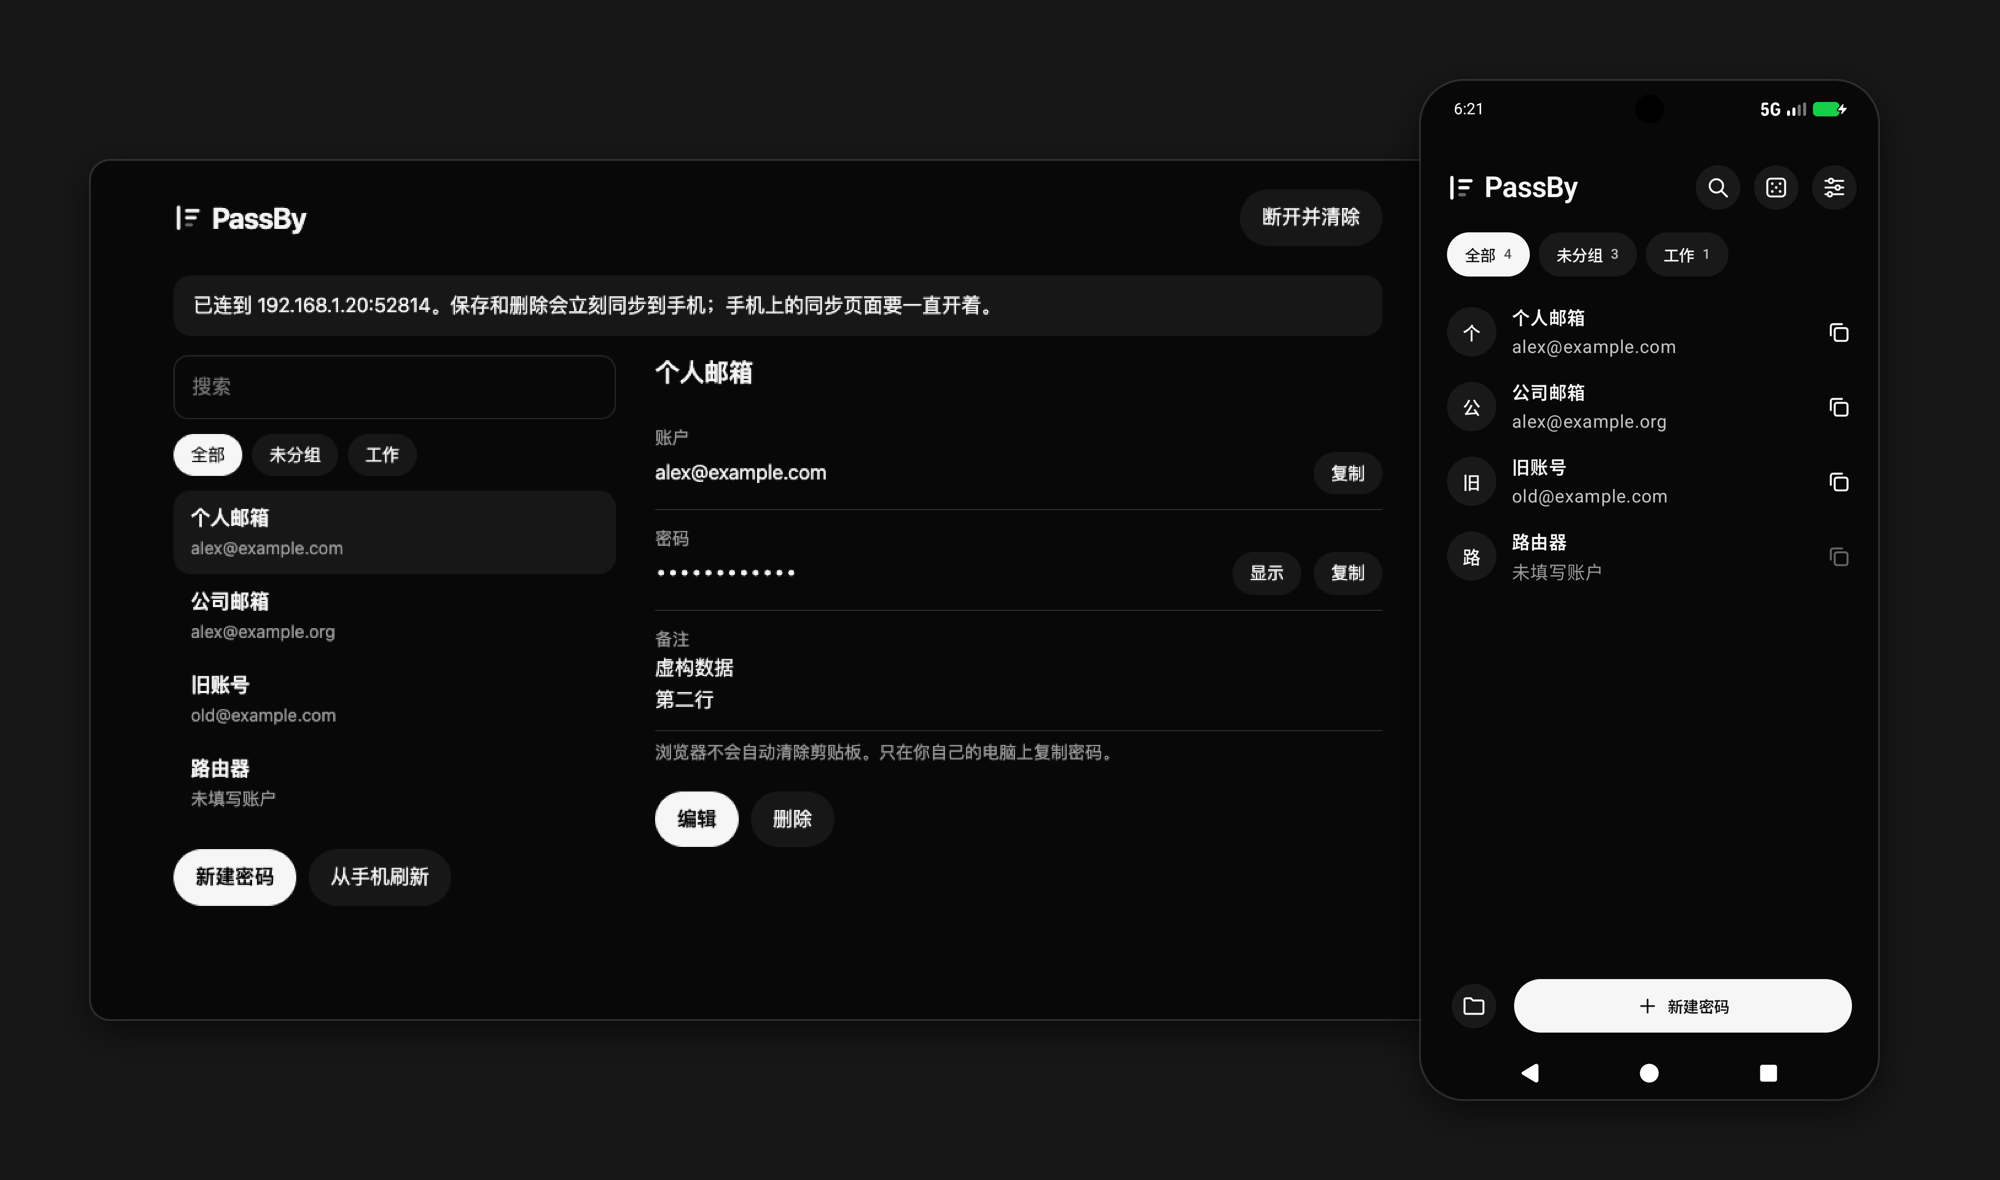 PassBy
断开并清除
已连到 192.168.1.20:52814。保存和删除会立刻同步到手机；手机上的同步页面要一直开着。
搜索
全部 未分组 工作
个人邮箱
alex@example.com
公司邮箱
alex@example.org
旧账号
old@example.com
路由器
未填写账户
新建密码 从手机刷新
个人邮箱
账户
alex@example.com 复制
密码
•••••••••••• 显示 复制
备注
虚构数据
第二行
浏览器不会自动清除剪贴板。只在你自己的电脑上复制密码。
编辑 删除
6:21 5G
PassBy
全部 4 未分组 3 工作 1
个 个人邮箱
alex@example.com
公 公司邮箱
alex@example.org
旧 旧账号
old@example.com
路 路由器
未填写账户
新建密码